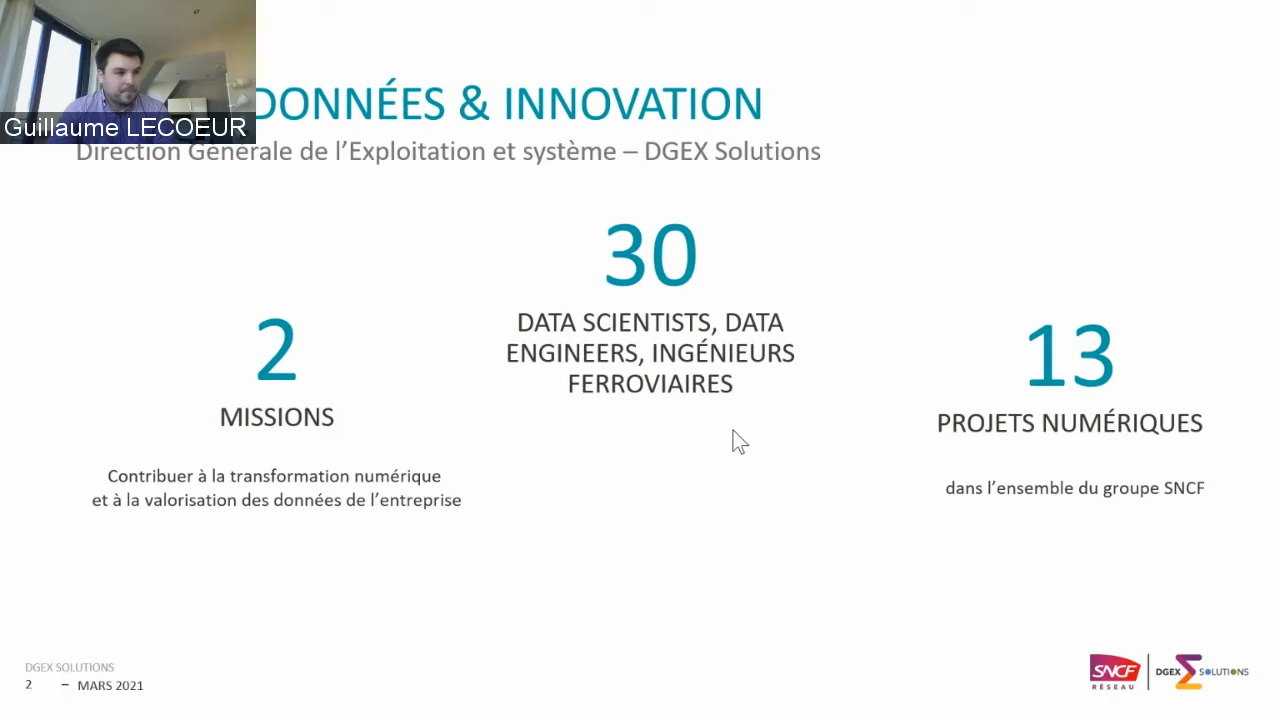 Guillaume LECOEUR
DONNÉES & INNOVATION
Direction Générale de l'Exploitation et système – DGEX Solutions
30
DATA SCIENTISTS, DATA
ENGINEERS, INGÉNIEURS
FERROVIAIRES
2
MISSIONS
Contribuer à la transformation numérique
et à la valorisation des données de l'entreprise
13
PROJETS NUMÉRIQUES
dans l'ensemble du groupe SNCF
DGEX SOLUTIONS
2 – MARS 2021
SNCF
RÉSEAU
DGEX SOLUTIONS